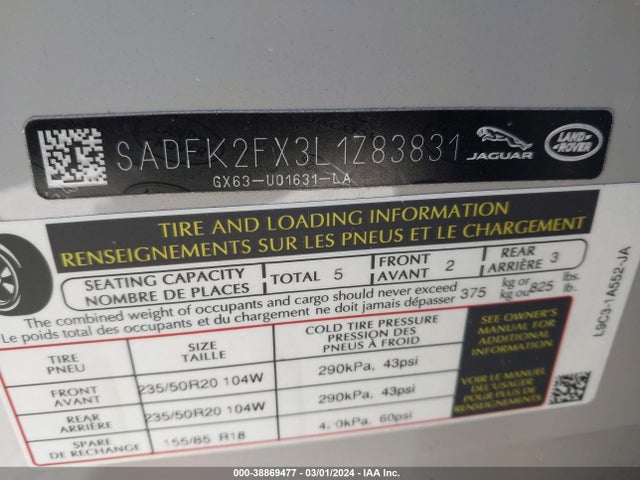 SADFK2FX3L1Z83831
JAGUAR
LAND-
ROVER
GX63-U01631-LA
TIRE AND LOADING INFORMATION
RENSEIGNEMENTS SUR LES PNEUS ET LE CHARGEMENT
SEATING CAPACITY
NOMBRE DE PLACES
TOTAL 5
FRONT
AVANT 2
REAR
ARRIÈRE 3
The combined weight of occupants and cargo should never exceed
Le poids total des occupants et du chargement ne doit jamais dépasser
375 kg or
kg ou 825 lbs.
lb.
TIRE
PNEU
SIZE
TAILLE
COLD TIRE PRESSURE
PRESSION DES
PNEUS À FROID
FRONT
AVANT
235/50R20 104W
290kPa, 43psi
REAR
ARRIÈRE
235/50R20 104W
290kPa, 43psi
SPARE
DE RECHANGE
155/85 R18
60psi
SEE OWNER'S
MANUAL FOR
ADDITIONAL
INFORMATION
VOIR LE MANUEL
DE L'USAGER
POUR PLUS DE
RENSEIGNEMENTS
L9C3-1A552-JA
000-38869477 — 03/01/2024 — IAA Inc.